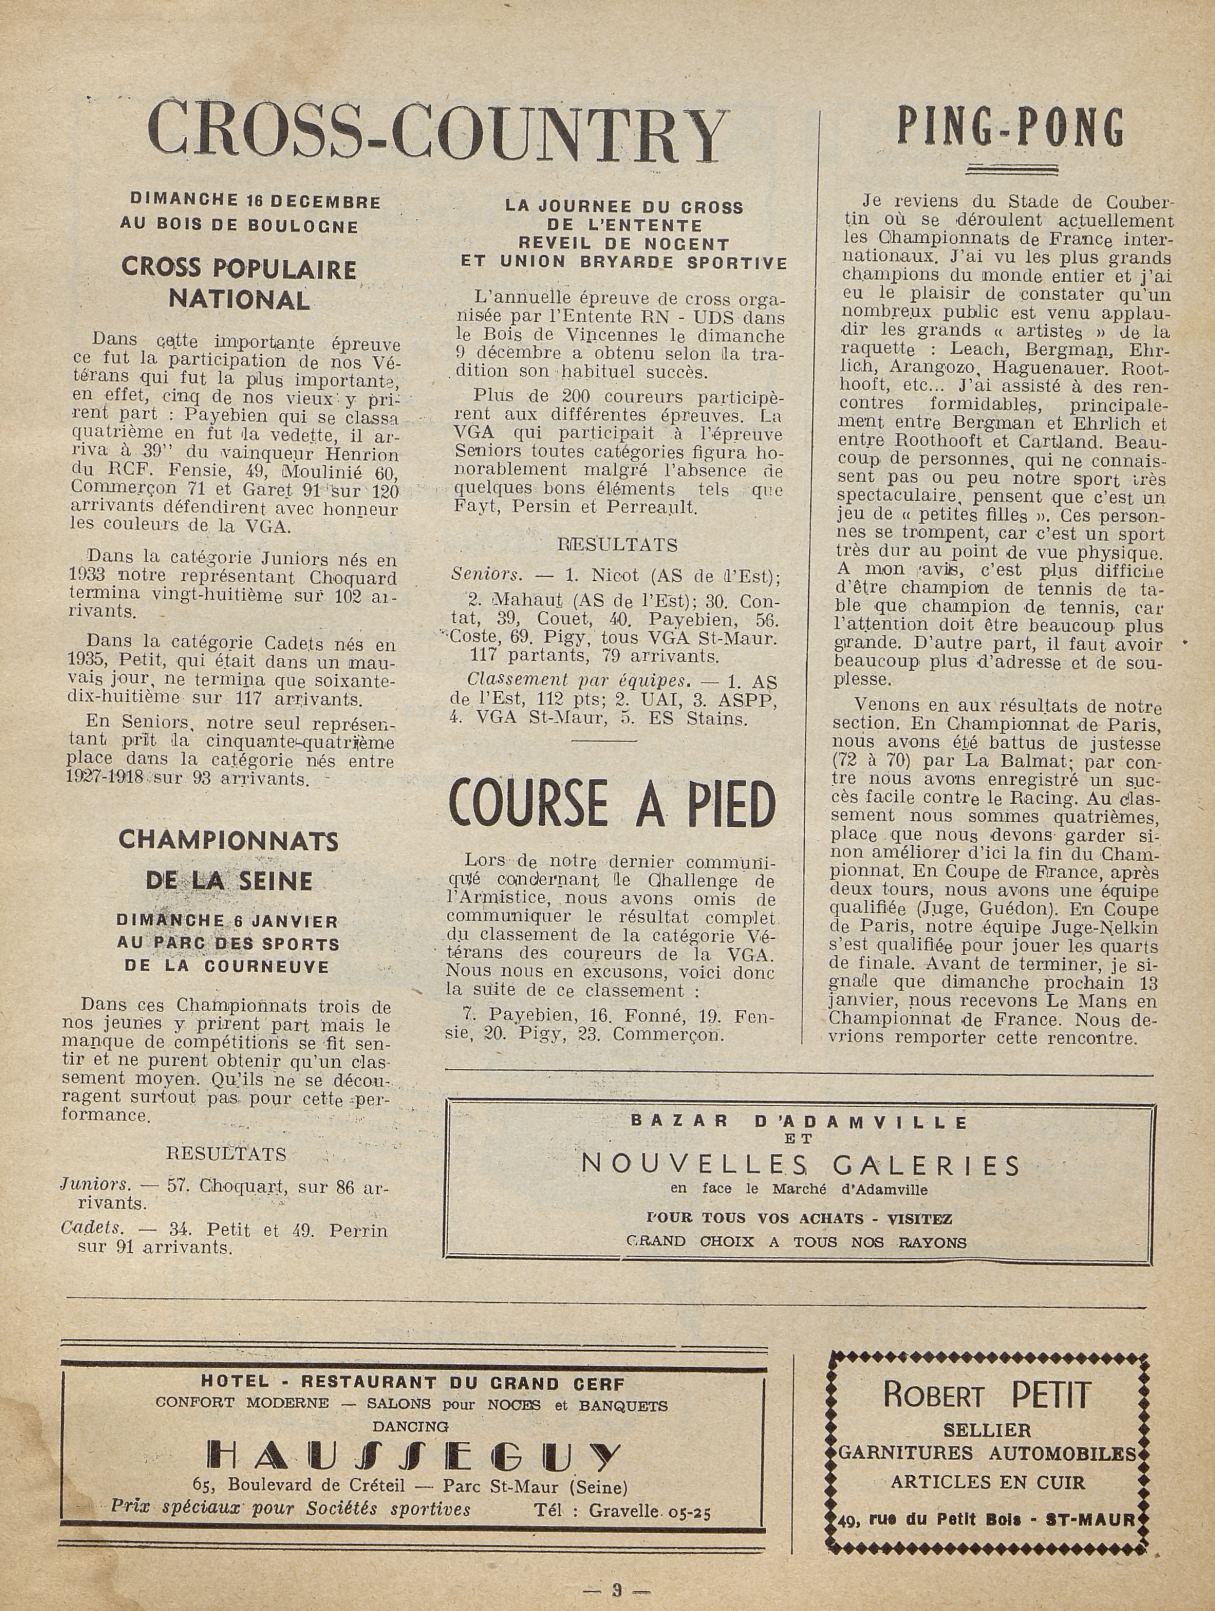 CROSS-COUNTRY
DIMANCHE 16 DECEMBRE
AU BOIS DE BOULOGNE
CROSS POPULAIRE
NATIONAL
Dans cette importante épreuve
ce fut la participation de nos Vé-
térans qui fut la plus importante,
en effet, cinq de nos vieux y pri-
rent part : Payebien qui se classa
quatrième en fut la vedette, il ar-
riva à 39'' du vainqueur Henrion
du RCF. Fensie, 49, Moulinié 60,
Commerçon 71 et Garet 91 sur 120
arrivants défendirent avec honneur
les couleurs de la VGA.
Dans la catégorie Juniors nés en
1933 notre représentant Choquard
termina vingt-huitième sur 102 ar-
rivants.
Dans la catégorie Cadets nés en
1935, Petit, qui était dans un mau-
vais jour, ne termina que soixante-
dix-huitième sur 117 arrivants.
En Seniors, notre seul représen-
tant prit la cinquante-quatrième
place dans la catégorie nés entre
1927-1918 sur 93 arrivants.
CHAMPIONNATS
DE LA SEINE
DIMANCHE 6 JANVIER
AU PARC DES SPORTS
DE LA COURNEUVE
Dans ces Championnats trois de
nos jeunes y prirent part mais le
manque de compétitions se fit sen-
tir et ne purent obtenir qu'un clas-
sement moyen. Qu'ils ne se décou-
ragent surtout pas pour cette per-
formance.
RESULTATS
Juniors. — 57. Choquart, sur 86 ar-
rivants.
Cadets. — 34. Petit et 49. Perrin
sur 91 arrivants.
LA JOURNEE DU CROSS
DE L'ENTENTE
REVEIL DE NOGENT
ET UNION BRYARDE SPORTIVE
L'annuelle épreuve de cross orga-
nisée par l'Entente RN - UDS dans
le Bois de Vincennes le dimanche
9 décembre a obtenu selon la tra-
dition son habituel succès.
Plus de 200 coureurs participè-
rent aux différentes épreuves. La
VGA qui participait à l'épreuve
Seniors toutes catégories figura ho-
norablement malgré l'absence de
quelques bons éléments tels que
Fayt, Persin et Perreault.
RESULTATS
Seniors. — 1. Nicot (AS de l'Est);
2. Mahaut (AS de l'Est); 30. Con-
tat, 39, Couet, 40. Payebien, 56.
Coste, 69. Pigy, tous VGA St-Maur.
117 partants, 79 arrivants.
Classement par équipes. — 1. AS
de l'Est, 112 pts; 2. UAI, 3. ASPP,
4. VGA St-Maur, 5. ES Stains.
COURSE A PIED
Lors de notre dernier communi-
qué condernant le Challenge de
l'Armistice, nous avons omis de
communiquer le résultat complet
du classement de la catégorie Vé-
térans des coureurs de la VGA.
Nous nous en excusons, voici donc
la suite de ce classement :
7. Payebien, 16. Fonné, 19. Fen-
sie, 20. Pigy, 23. Commerçon.
PING-PONG
Je reviens du Stade de Couber-
tin où se déroulent actuellement
les Championnats de France inter-
nationaux. J'ai vu les plus grands
champions du monde entier et j'ai
eu le plaisir de constater qu'un
nombreux public est venu applau-
dir les grands « artistes » de la
raquette : Leach, Bergman, Ehr-
lich, Arangozo, Haguenauer. Root-
hooft, etc... J'ai assisté à des ren-
contres formidables, principale-
ment entre Bergman et Ehrlich et
entre Roothooft et Cartland. Beau-
coup de personnes, qui ne connais-
sent pas ou peu notre sport très
spectaculaire, pensent que c'est un
jeu de « petites filles ». Ces person-
nes se trompent, car c'est un sport
très dur au point de vue physique.
A mon avis, c'est plus difficile
d'être champion de tennis de ta-
ble que champion de tennis, car
l'attention doit être beaucoup plus
grande. D'autre part, il faut avoir
beaucoup plus d'adresse et de sou-
plesse.
Venons en aux résultats de notre
section. En Championnat de Paris,
nous avons été battus de justesse
(72 à 70) par La Balmat; par con-
tre nous avons enregistré un suc-
cès facile contre le Racing. Au clas-
sement nous sommes quatrièmes,
place que nous devons garder si-
non améliorer d'ici la fin du Cham-
pionnat. En Coupe de France, après
deux tours, nous avons une équipe
qualifiée (Juge, Guédon). En Coupe
de Paris, notre équipe Juge-Nelkin
s'est qualifiée pour jouer les quarts
de finale. Avant de terminer, je si-
gnale que dimanche prochain 13
janvier, nous recevons Le Mans en
Championnat de France. Nous de-
vrions remporter cette rencontre.
BAZAR D'ADAMVILLE
ET
NOUVELLES GALERIES
en face le Marché d'Adamville
POUR TOUS VOS ACHATS - VISITEZ
GRAND CHOIX A TOUS NOS RAYONS
HOTEL - RESTAURANT DU GRAND CERF
CONFORT MODERNE — SALONS pour NOCES et BANQUETS
DANCING
HAUSSEGUY
65, Boulevard de Créteil — Parc St-Maur (Seine)
Prix spéciaux pour Sociétés sportives Tél : Gravelle 05-25
ROBERT PETIT
SELLIER
GARNITURES AUTOMOBILES
ARTICLES EN CUIR
49, rue du Petit Bois - ST-MAUR
— 9 —